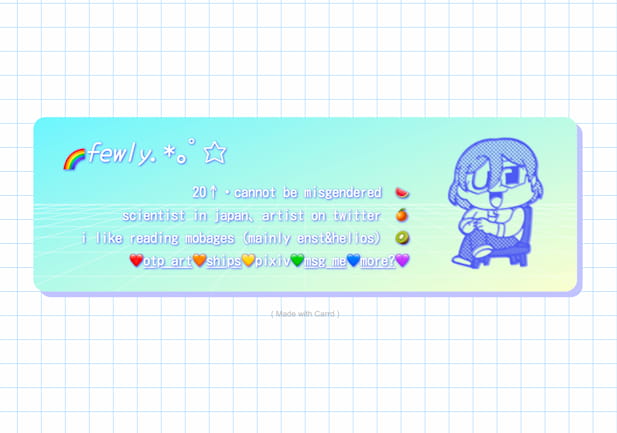 🌈fewly.*｡ﾟ☆
20↑・cannot be misgendered 🍉
scientist in japan, artist on twitter 🍊
i like reading mobages (mainly enst&helios) 🥝
❤️otp art🧡ships💛pixiv💚msg me💙more?💜
( Made with Carrd )